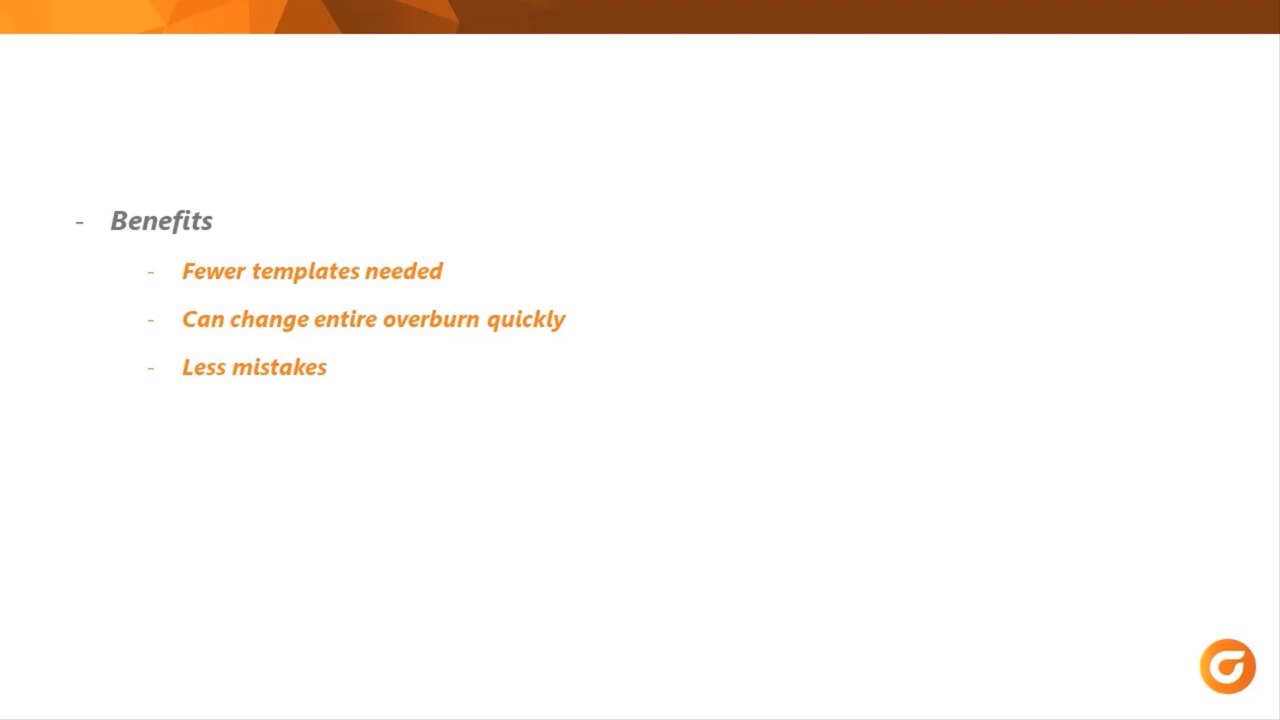 - Benefits
- Fewer templates needed
- Can change entire overburn quickly
- Less mistakes